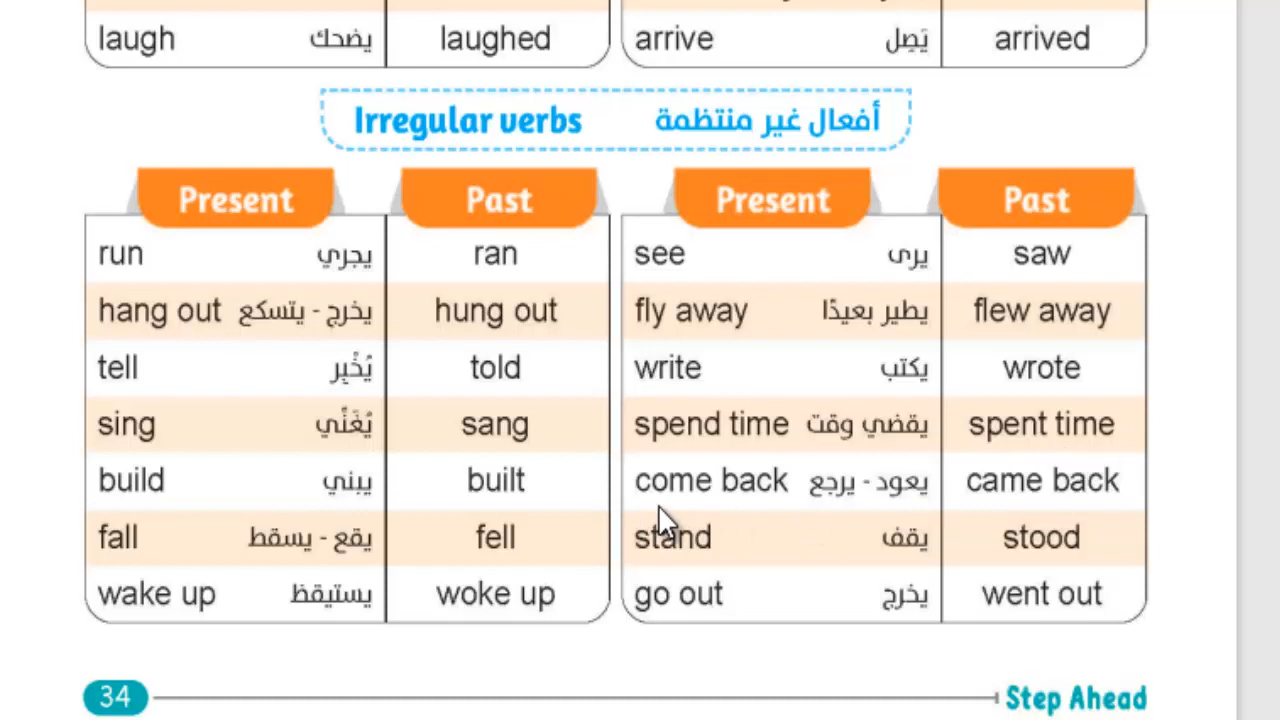 laugh يضحك laughed arrive يَصِل arrived
Irregular verbs أفعال غير منتظمة
Present Past Present Past
run يجري ran see يرى saw
hang out يخرج - يتسكع hung out fly away يطير بعيدًا flew away
tell يُخْبِر told write يكتب wrote
sing يُغَنِّي sang spend time يقضي وقت spent time
build يبني built come back يعود - يرجع came back
fall يقع - يسقط fell stand يقف stood
wake up يستيقظ woke up go out يخرج went out
34 Step Ahead